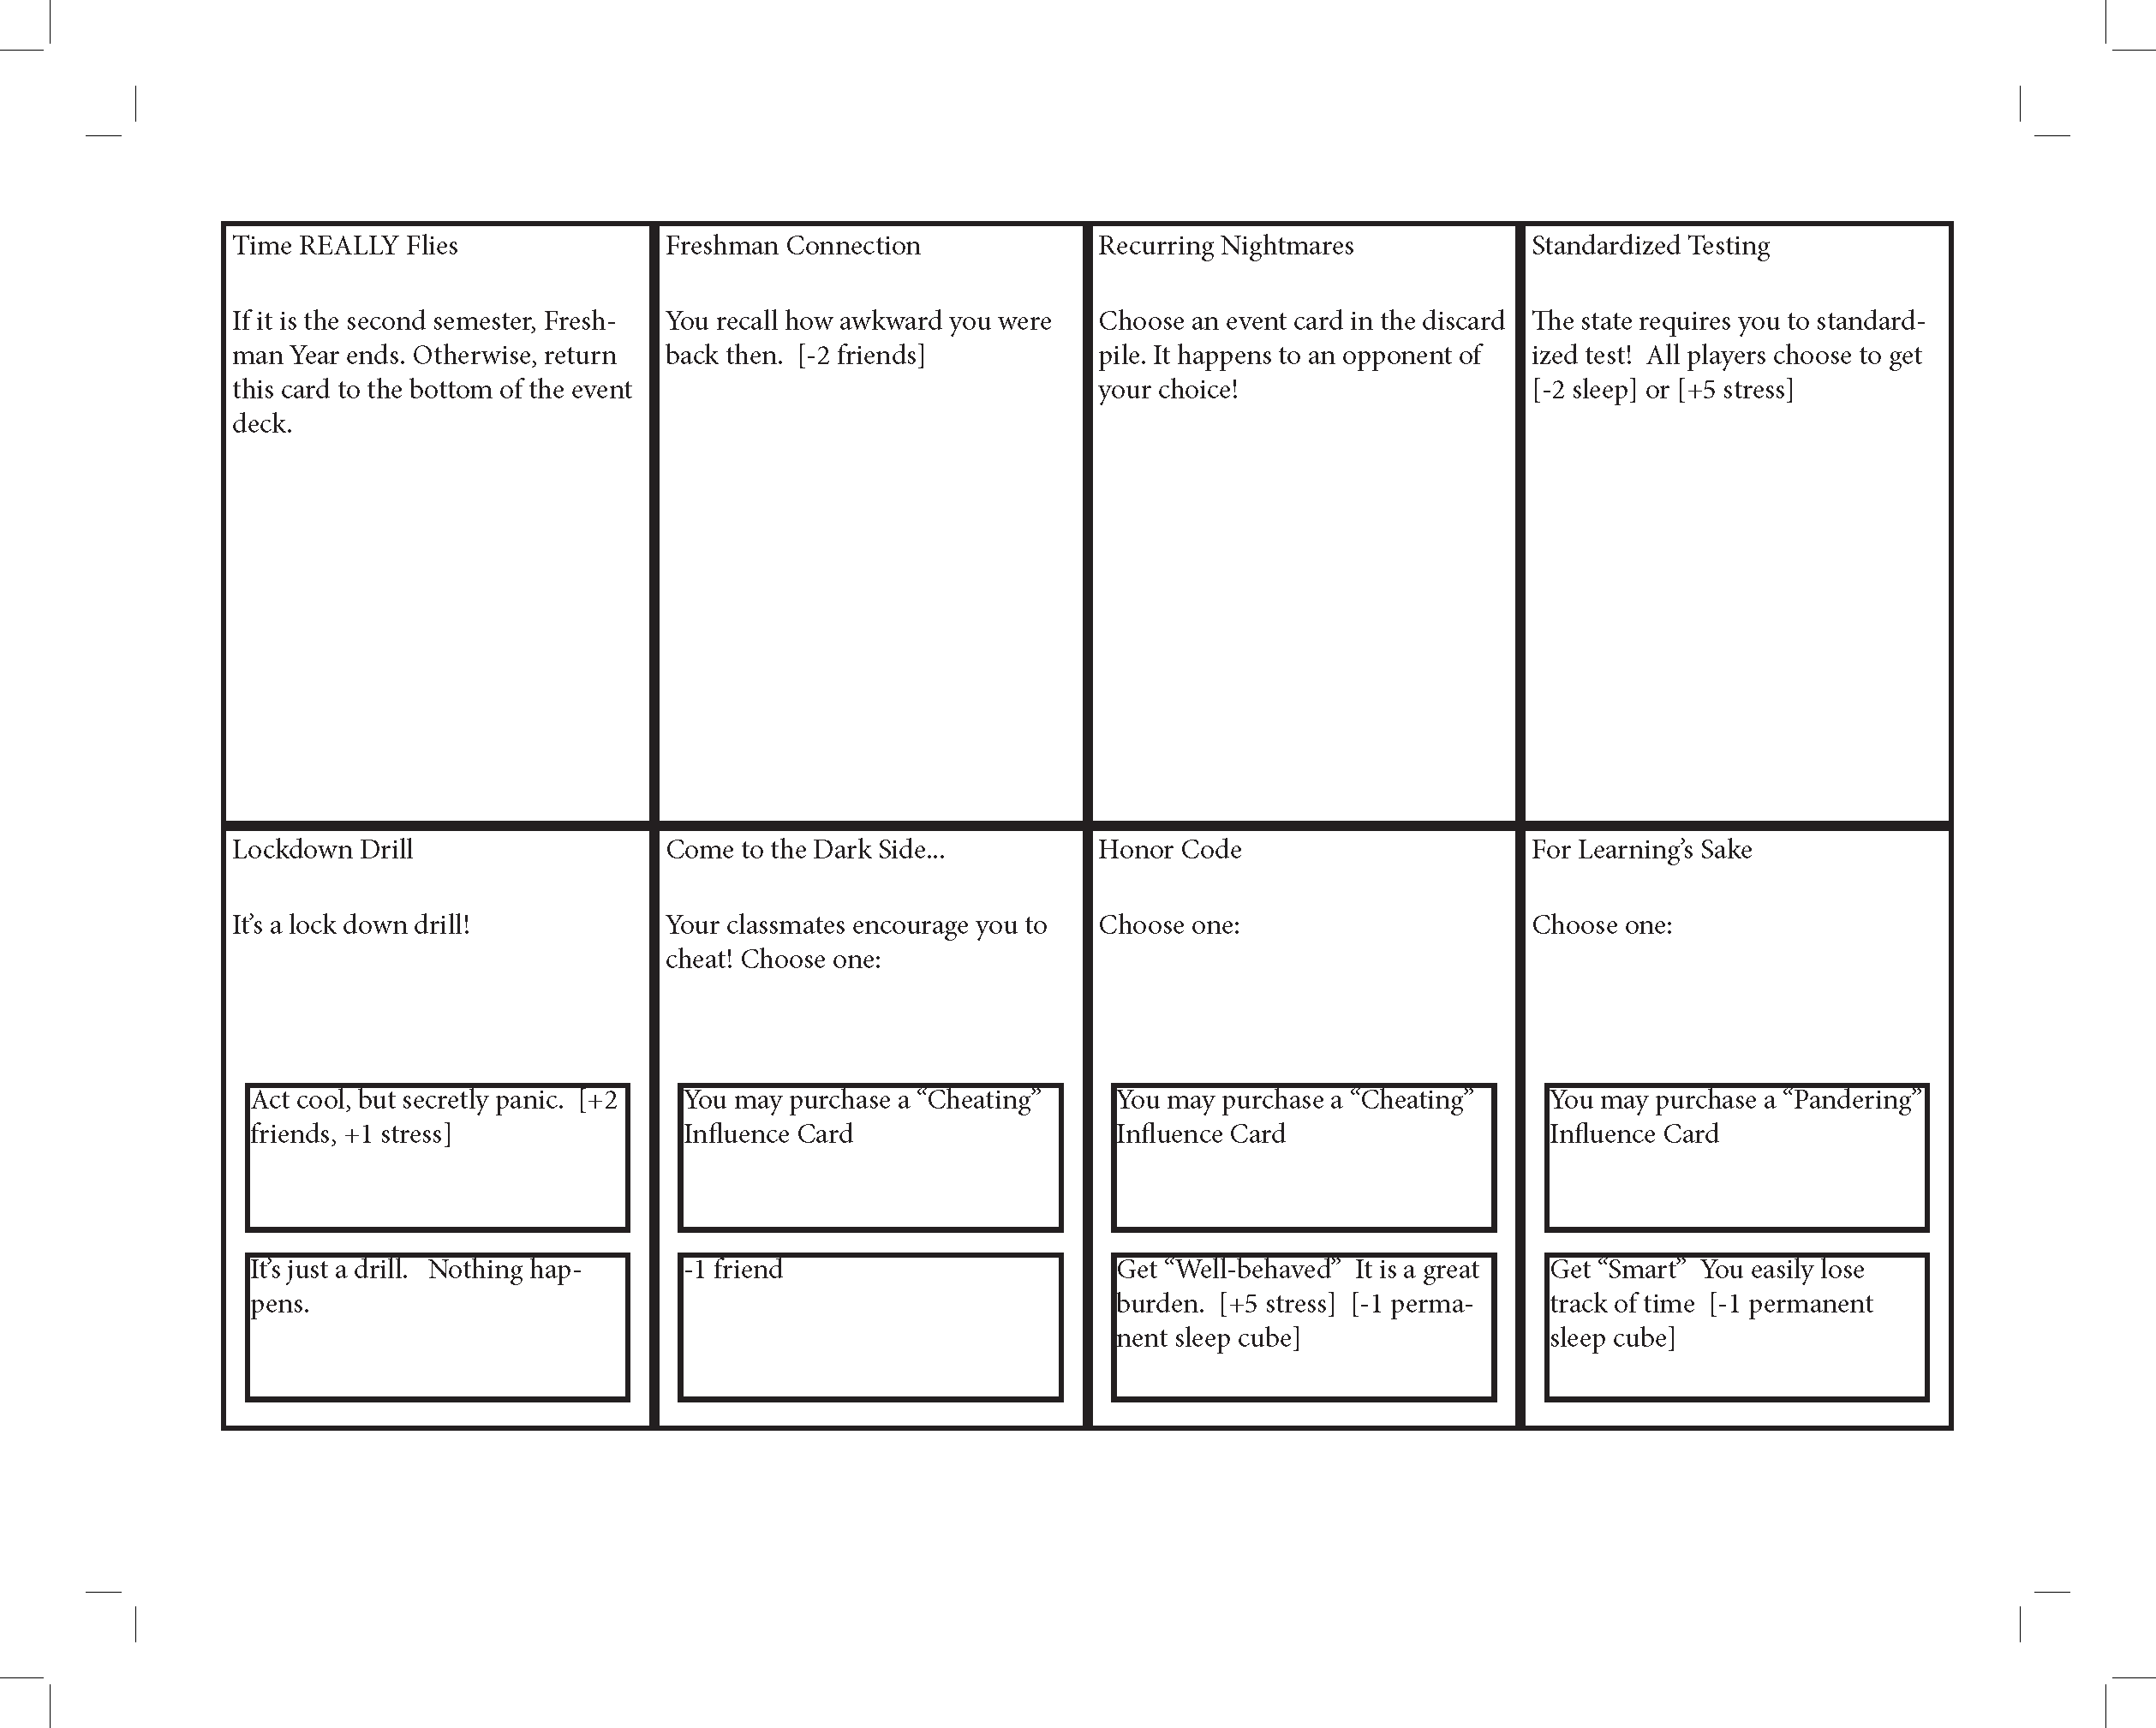 Time REALLY Flies
If it is the second semester, Fresh-
man Year ends. Otherwise, return
this card to the bottom of the event
deck.
Freshman Connection
You recall how awkward you were
back then.  [-2 friends]
Recurring Nightmares
Choose an event card in the discard
pile. It happens to an opponent of
your choice!
Standardized Testing
The state requires you to standard-
ized test!  All players choose to get
[-2 sleep] or [+5 stress]
Lockdown Drill
It’s a lock down drill!
Act cool, but secretly panic.  [+2
friends, +1 stress]
It’s just a drill.   Nothing hap-
pens.
Come to the Dark Side...
Your classmates encourage you to
cheat! Choose one:
You may purchase a “Cheating”
Influence Card
-1 friend
Honor Code
Choose one:
You may purchase a “Cheating”
Influence Card
Get “Well-behaved”  It is a great
burden.  [+5 stress]  [-1 perma-
nent sleep cube]
For Learning’s Sake
Choose one:
You may purchase a “Pandering”
Influence Card
Get “Smart”  You easily lose
track of time  [-1 permanent
sleep cube]